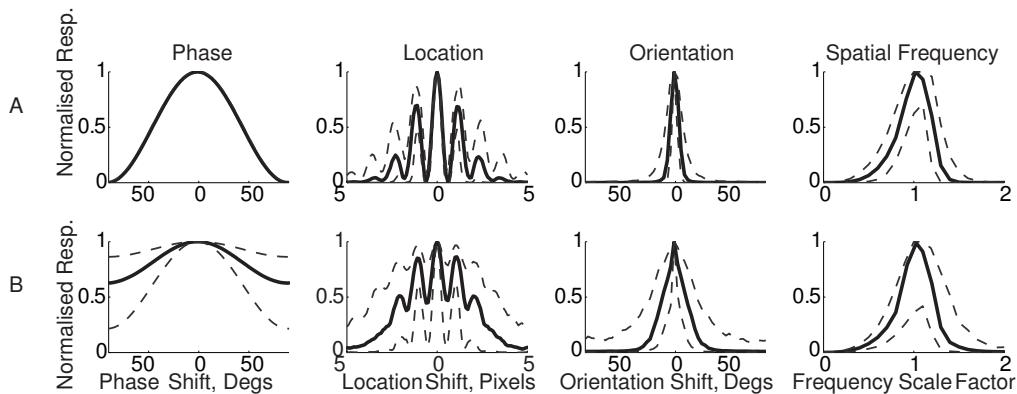 Phase Location Orientation Spatial Frequency
A
Normalised Resp.
1 1 1 1
0.5 0.5 0.5 0.5
0 0 0 0
50 0 50 5 0 5 50 0 50 0 1 2
B
Normalised Resp.
1 1 1 1
0.5 0.5 0.5 0.5
0 0 0 0
50 0 50 5 0 5 50 0 50 0 1 2
Phase Shift, Degs Location Shift, Pixels Orientation Shift, Degs Frequency Scale Factor